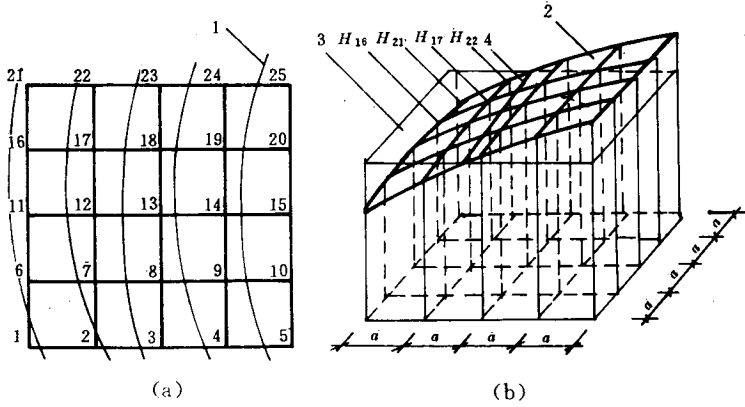 1
21 22 23 24 25
16 17 18 19 20
11 12 13 14 15
6 7 8 9 10
1 2 3 4 5
(a)
3 H16 H21 H17 H22 4 2
a a a a
a a a a
(b)